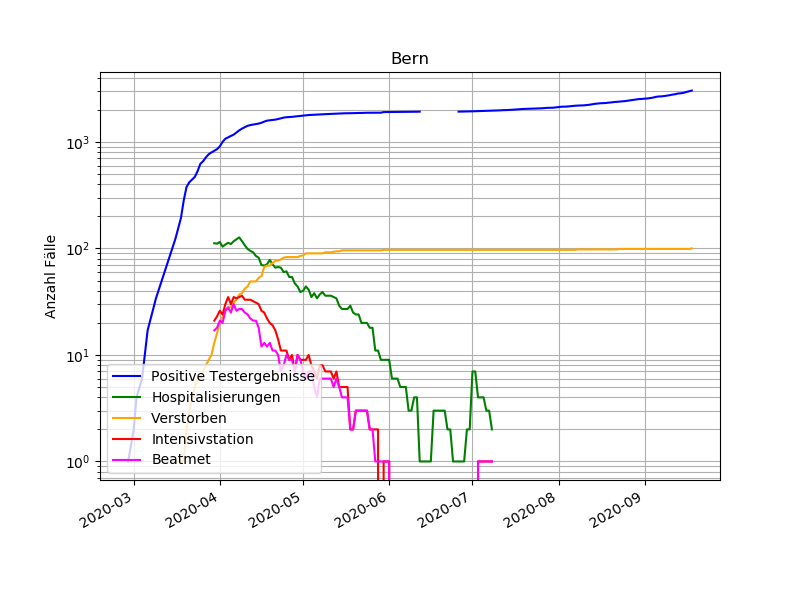 Bern
Anzahl Fälle
10³
10²
10¹
10⁰
Positive Testergebnisse
Hospitalisierungen
Verstorben
Intensivstation
Beatmet
2020-03
2020-04
2020-05
2020-06
2020-07
2020-08
2020-09